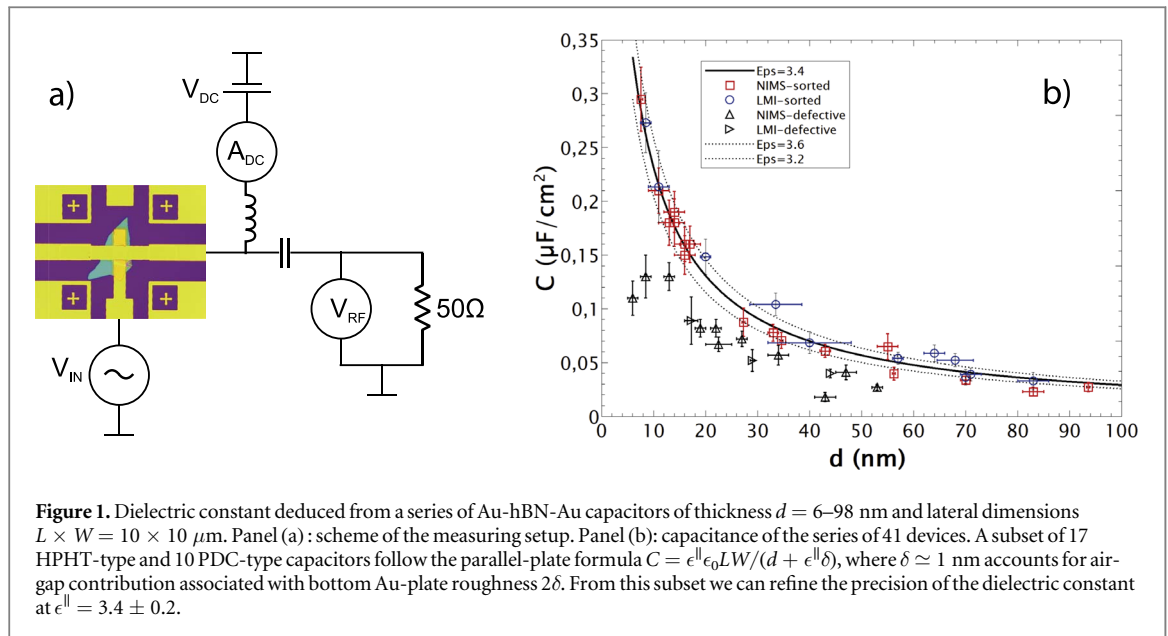 a)
V_DC
A_DC
V_RF
50Ω
V_IN
b)
0,35
0,3
0,25
0,2
0,15
0,1
0,05
0
C (μF/cm²)
Eps=3.4
NIMS-sorted
LMI-sorted
NIMS-defective
LMI-defective
Eps=3.6
Eps=3.2
0 10 20 30 40 50 60 70 80 90 100
d (nm)
Figure 1. Dielectric constant deduced from a series of Au-hBN-Au capacitors of thickness d = 6–98 nm and lateral dimensions
L × W = 10 × 10 μm. Panel (a) : scheme of the measuring setup. Panel (b): capacitance of the series of 41 devices. A subset of 17
HPHT-type and 10 PDC-type capacitors follow the parallel-plate formula C = ϵ^∥ϵ₀LW/(d + ϵ^∥δ), where δ ≃ 1 nm accounts for air-
gap contribution associated with bottom Au-plate roughness 2δ. From this subset we can refine the precision of the dielectric constant
at ϵ^∥ = 3.4 ± 0.2.